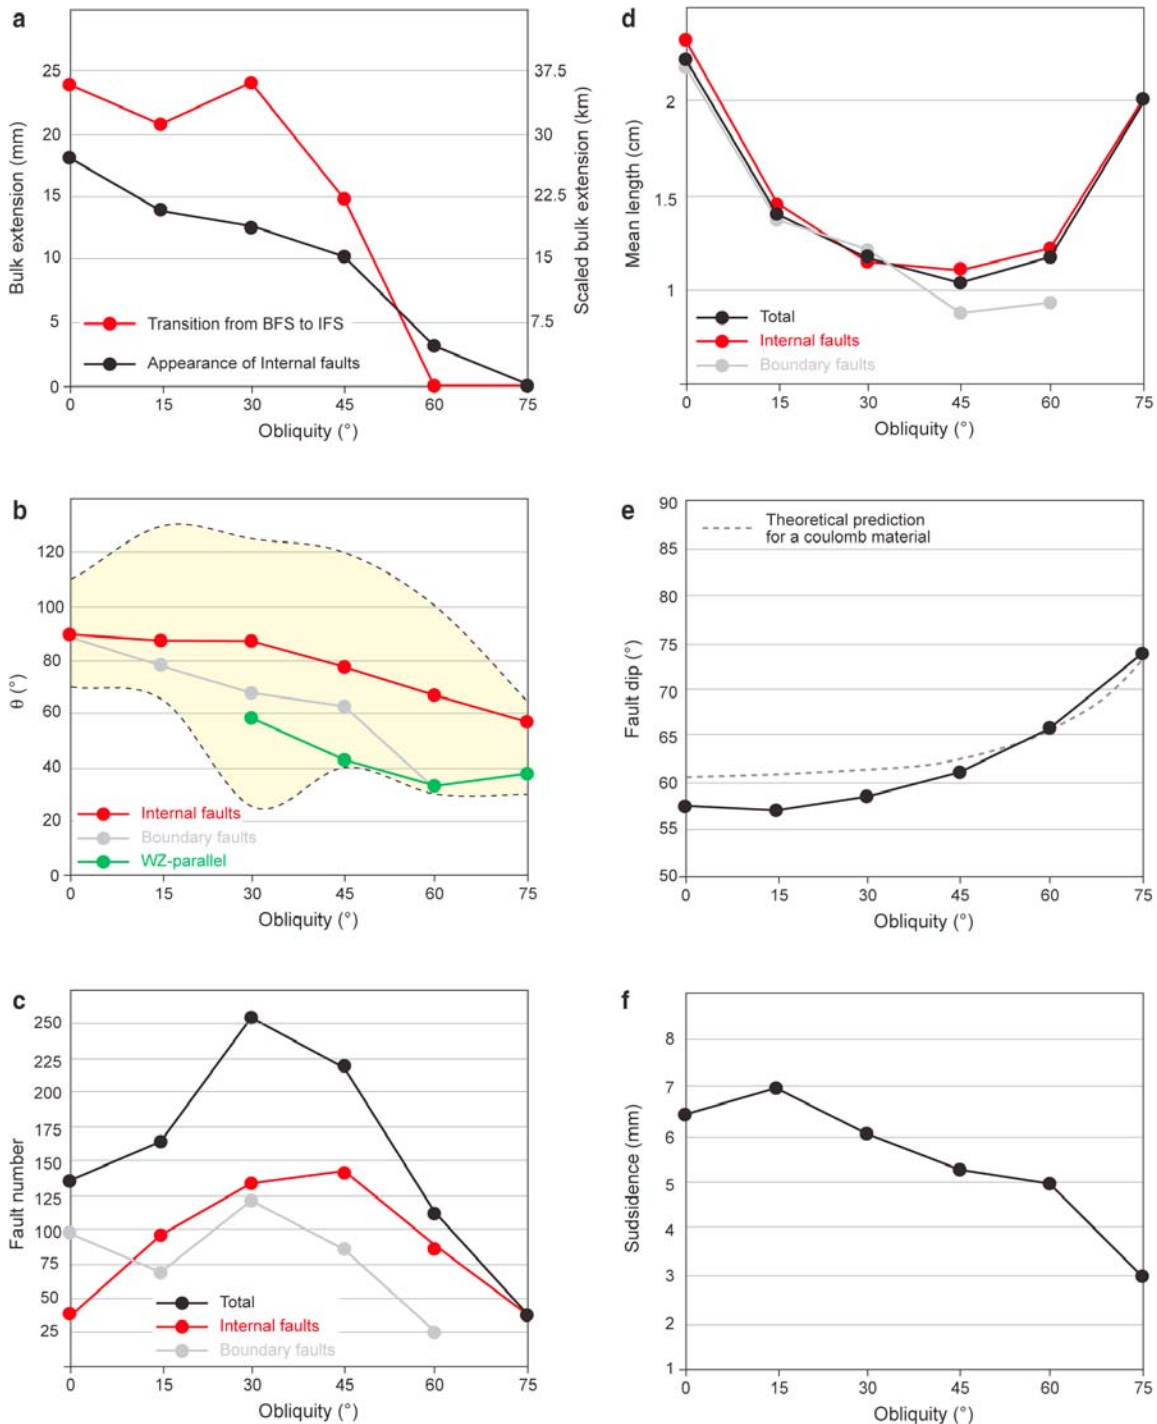 a
25
20
15
10
5
0
Bulk extension (mm)
37.5
30
22.5
15
7.5
Scaled bulk extension (km)
Transition from BFS to IFS
Appearance of Internal faults
0 15 30 45 60 75
Obliquity (°)
d
2
1.5
1
Mean length (cm)
Total
Internal faults
Boundary faults
0 15 30 45 60 75
Obliquity (°)
b
120
100
80
60
40
20
0
θ (°)
Internal faults
Boundary faults
WZ-parallel
0 15 30 45 60 75
Obliquity (°)
e
90
85
80
75
70
65
60
55
50
Fault dip (°)
Theoretical prediction
for a coulomb material
0 15 30 45 60 75
Obliquity (°)
c
250
225
200
175
150
125
100
75
50
25
Fault number
Total
Internal faults
Boundary faults
0 15 30 45 60 75
Obliquity (°)
f
8
7
6
5
4
3
2
1
Sudsidence (mm)
0 15 30 45 60 75
Obliquity (°)